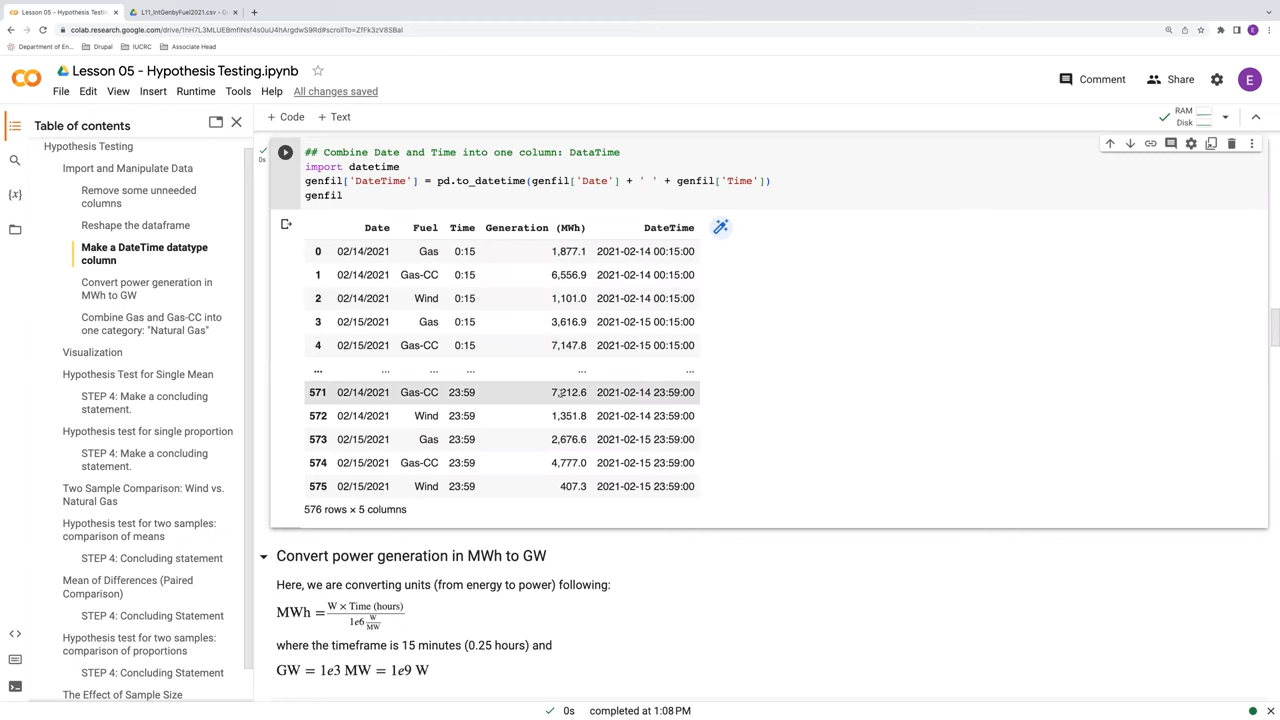 Lesson 05 - Hypothesis Testing.ip
L11_IntGenbyFuel2021.csv - G
colab.research.google.com/drive/1hH7L3MLUEBmfINsf4s0uU4hArgdwS9Rd#scrollTo=ZfFk3zV8SBaI
Department of En...
Drupal
IUCRC
Associate Head
CO
Lesson 05 - Hypothesis Testing.ipynb
File Edit View Insert Runtime Tools Help All changes saved
Comment
Share
E
Table of contents
Hypothesis Testing
Import and Manipulate Data
Remove some unneeded
columns
Reshape the dataframe
Make a DateTime datatype
column
Convert power generation in
MWh to GW
Combine Gas and Gas-CC into
one category: "Natural Gas"
Visualization
Hypothesis Test for Single Mean
STEP 4: Make a concluding
statement.
Hypothesis test for single proportion
STEP 4: Make a concluding
statement.
Two Sample Comparison: Wind vs.
Natural Gas
Hypothesis test for two samples:
comparison of means
STEP 4: Concluding statement
Mean of Differences (Paired
Comparison)
STEP 4: Concluding Statement
Hypothesis test for two samples:
comparison of proportions
STEP 4: Concluding Statement
The Effect of Sample Size
+ Code + Text
RAM
Disk
0s
## Combine Date and Time into one column: DataTime
import datetime
genfil['DateTime'] = pd.to_datetime(genfil['Date'] + ' ' + genfil['Time'])
genfil
Date Fuel Time Generation (MWh) DateTime
0 02/14/2021 Gas 0:15 1,877.1 2021-02-14 00:15:00
1 02/14/2021 Gas-CC 0:15 6,556.9 2021-02-14 00:15:00
2 02/14/2021 Wind 0:15 1,101.0 2021-02-14 00:15:00
3 02/15/2021 Gas 0:15 3,616.9 2021-02-15 00:15:00
4 02/15/2021 Gas-CC 0:15 7,147.8 2021-02-15 00:15:00
... ... ... ... ... ...
571 02/14/2021 Gas-CC 23:59 7,212.6 2021-02-14 23:59:00
572 02/14/2021 Wind 23:59 1,351.8 2021-02-14 23:59:00
573 02/15/2021 Gas 23:59 2,676.6 2021-02-15 23:59:00
574 02/15/2021 Gas-CC 23:59 4,777.0 2021-02-15 23:59:00
575 02/15/2021 Wind 23:59 407.3 2021-02-15 23:59:00
576 rows × 5 columns
Convert power generation in MWh to GW
Here, we are converting units (from energy to power) following:
MWh = W × Time (hours) / 1e6 W/MW
where the timeframe is 15 minutes (0.25 hours) and
GW = 1e3 MW = 1e9 W
0s completed at 1:08 PM